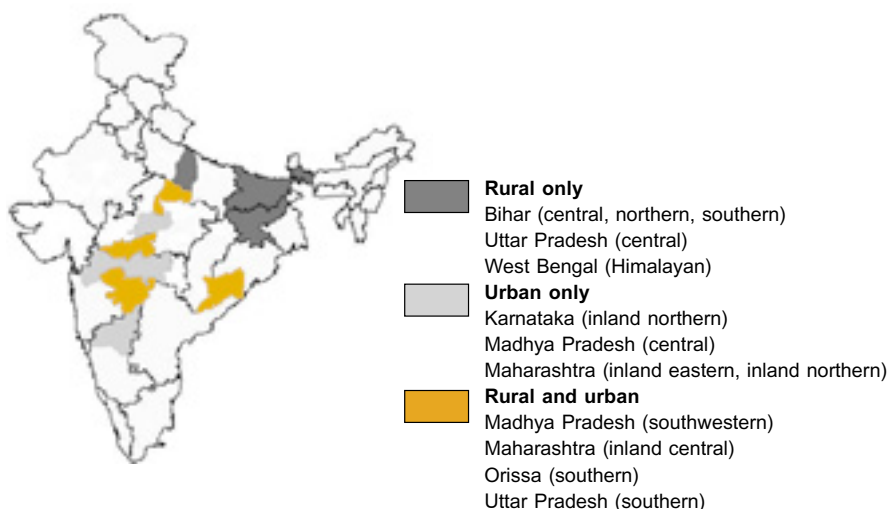 Rural only
Bihar (central, northern, southern)
Uttar Pradesh (central)
West Bengal (Himalayan)
Urban only
Karnataka (inland northern)
Madhya Pradesh (central)
Maharashtra (inland eastern, inland northern)
Rural and urban
Madhya Pradesh (southwestern)
Maharashtra (inland central)
Orissa (southern)
Uttar Pradesh (southern)